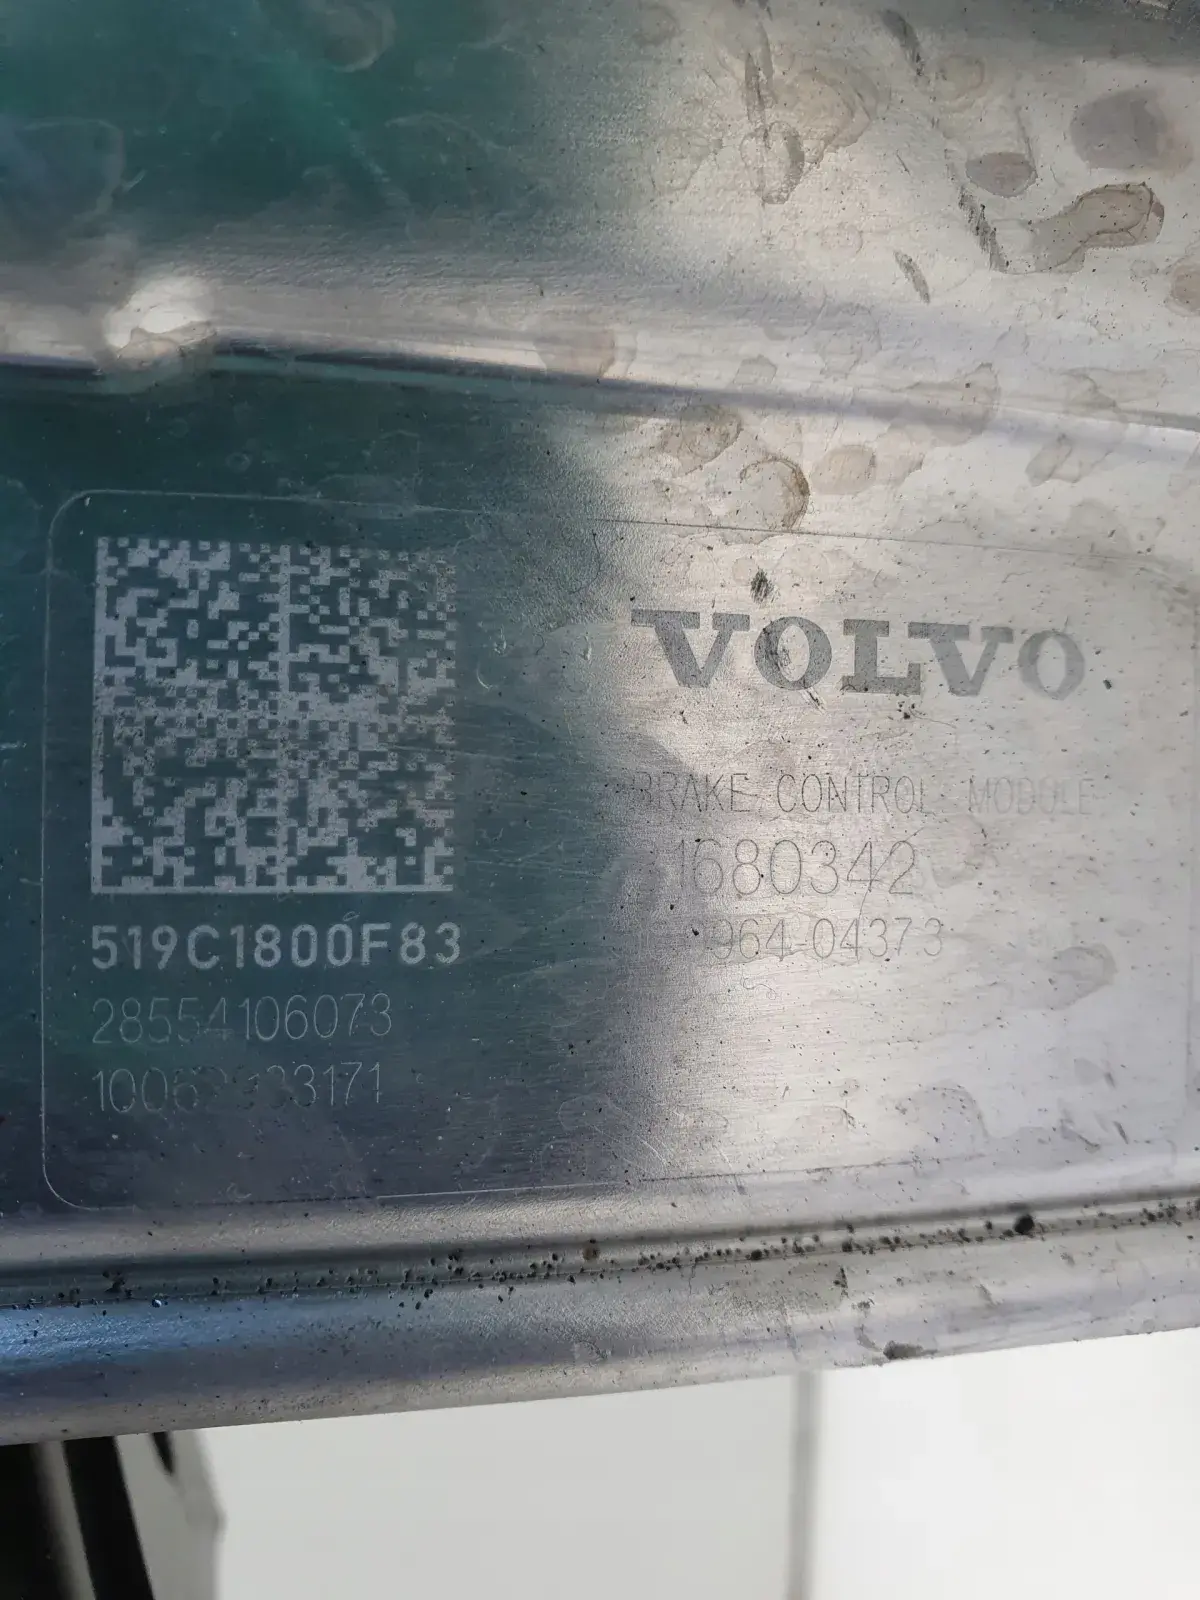 VOLVO
BRAKE CONTROL MODULE
1680342
964-04373
519C1800F83
28554106073